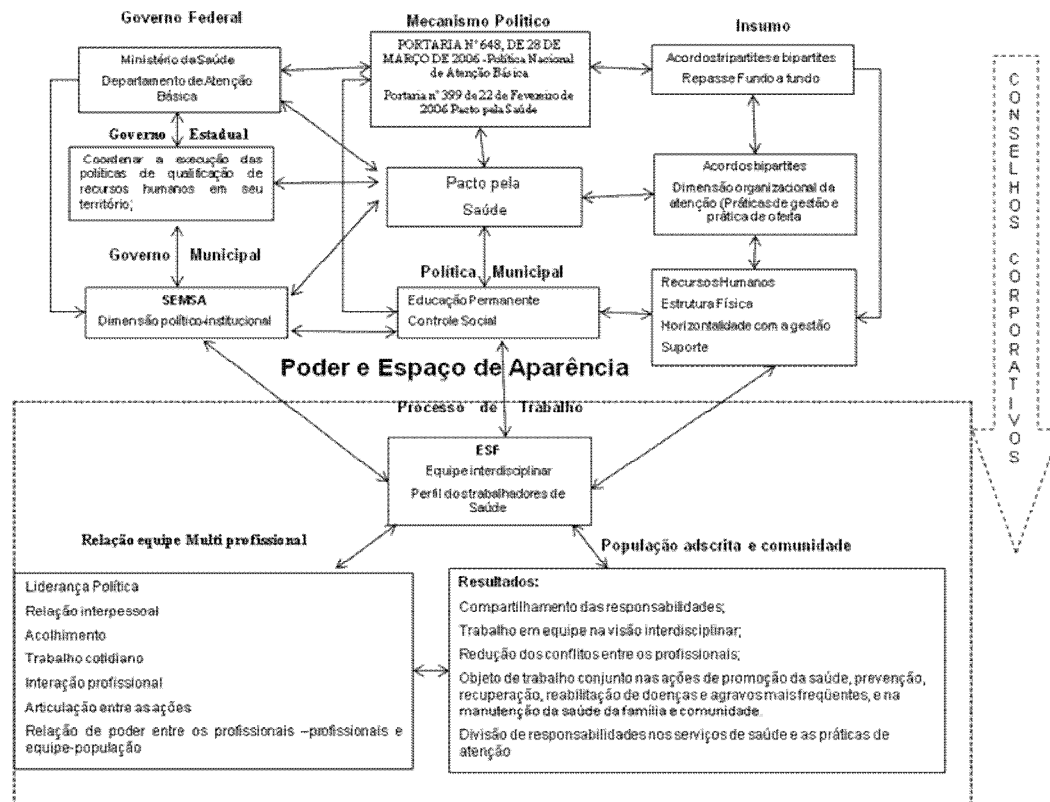 Governo Federal
Mecanismo Politico
Insumo
Ministério da Saúde
Departamento de Atenção
Básica
PORTARIA Nº 648, DE 28 DE
MARÇO DE 2006 -Política Nacional
de Atenção Básica
Portaria nº 399 de 22 de Fevereiro de
2006 Pacto pela Saúde
Acordos tripartites e bipartites
Repasse Fundo a fundo
Governo Estadual
Coordenar a execução das
políticas de qualificação de
recursos humanos em seu
território;
Pacto pela
Saúde
Acordos bipartites
Dimensão organizacional da
atenção (Práticas de gestão e
prática de oferta
Governo Municipal
Política Municipal
SEMSA
Dimensão político-institucional
Educação Permanente
Controle Social
Recursos Humanos
Estrutura Física
Horizontalidade com a gestão
Suporte
Poder e Espaço de Aparência
Processo de Trabalho
ESF
Equipe interdisciplinar
Perfil dos trabalhadores de
Saúde
Relação equipe Multi profissional
População adscrita e comunidade
Liderança Política
Relação interpessoal
Acolhimento
Trabalho cotidiano
Interação profissional
Articulação entre as ações
Relação de poder entre os profissionais –profissionais e
equipe-população
Resultados:
Compartilhamento das responsabilidades;
Trabalho em equipe na visão interdisciplinar;
Redução dos conflitos entre os profissionais;
Objeto de trabalho conjunto nas ações de promoção da saúde, prevenção,
recuperação, reabilitação de doenças e agravos mais freqüentes, e na
manutenção da saúde da família e comunidade.
Divisão de responsabilidades nos serviços de saúde e as práticas de
atenção
CONSELHOS CORPORATIVOS